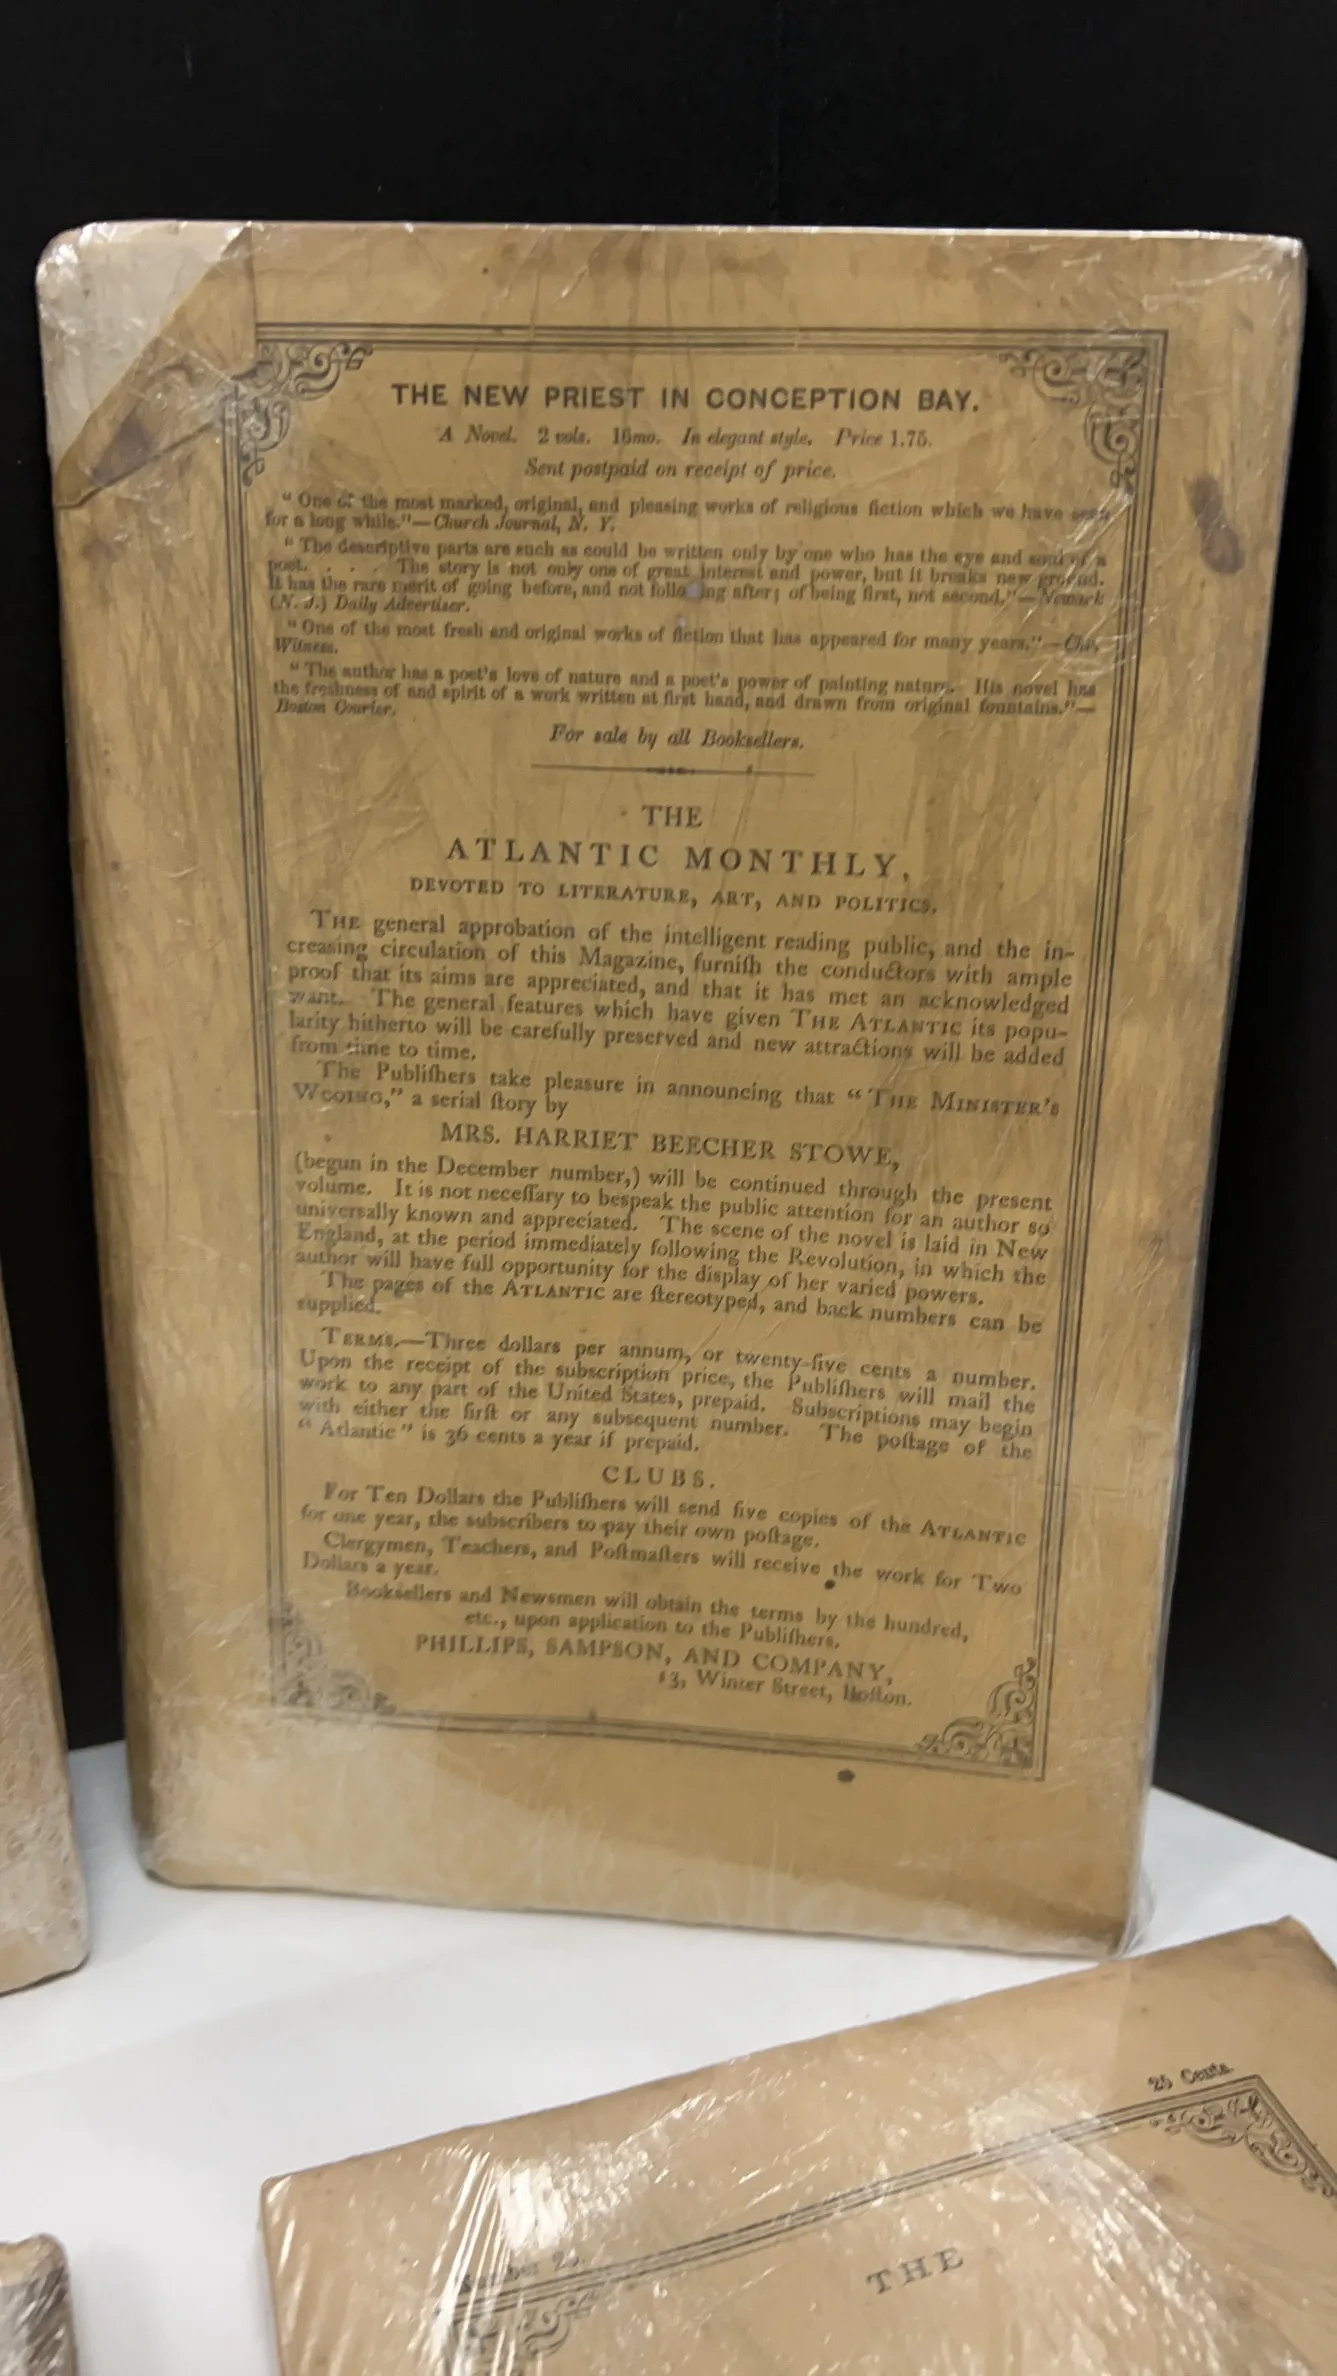 THE NEW PRIEST IN CONCEPTION BAY.
A Novel. 2 vols. 16mo. In elegant style. Price 1.75.
Sent postpaid on receipt of price.
"One of the most marked, original, and pleasing works of religious fiction which we have seen
for a long while."—Church Journal, N. Y.
"The descriptive parts are such as could be written only by one who has the eye and soul of a
poet. . . . The story is not only one of great interest and power, but it breaks new ground.
It has the rare merit of going before, and not following after; of being first, not second."—Newark
(N. J.) Daily Advertiser.
"One of the most fresh and original works of fiction that has appeared for many years."—Ch.
Witness.
"The author has a poet's love of nature and a poet's power of painting nature. His novel has
the freshness of and spirit of a work written at first hand, and drawn from original fountains."—
Boston Courier.
For sale by all Booksellers.
THE
ATLANTIC MONTHLY,
DEVOTED TO LITERATURE, ART, AND POLITICS.
THE general approbation of the intelligent reading public, and the in-
creasing circulation of this Magazine, furniſh the conductors with ample
proof that its aims are appreciated, and that it has met an acknowledged
want. The general features which have given THE ATLANTIC its popu-
larity hitherto will be carefully preserved and new attractions will be added
from time to time.
The Publiſhers take pleasure in announcing that "THE MINISTER'S
WOOING," a serial ſtory by
MRS. HARRIET BEECHER STOWE,
(begun in the December number,) will be continued through the present
volume. It is not neceſſary to bespeak the public attention for an author so
universally known and appreciated. The scene of the novel is laid in New
England, at the period immediately following the Revolution, in which the
author will have full opportunity for the display of her varied powers.
The pages of the ATLANTIC are ſtereotyped, and back numbers can be
supplied.
TERMS.—Three dollars per annum, or twenty-five cents a number.
Upon the receipt of the subscription price, the Publiſhers will mail the
work to any part of the United States, prepaid. Subscriptions may begin
with either the firſt or any subsequent number. The poſtage of the
"Atlantic" is 36 cents a year if prepaid.
CLUBS.
For Ten Dollars the Publiſhers will send five copies of the ATLANTIC
for one year, the subscribers to pay their own poſtage.
Clergymen, Teachers, and Poſtmaſters will receive the work for Two
Dollars a year.
Booksellers and Newsmen will obtain the terms by the hundred,
etc., upon application to the Publiſhers,
PHILLIPS, SAMPSON, AND COMPANY,
13, Winter Street, Boſton.
25 Cents.
Number
THE